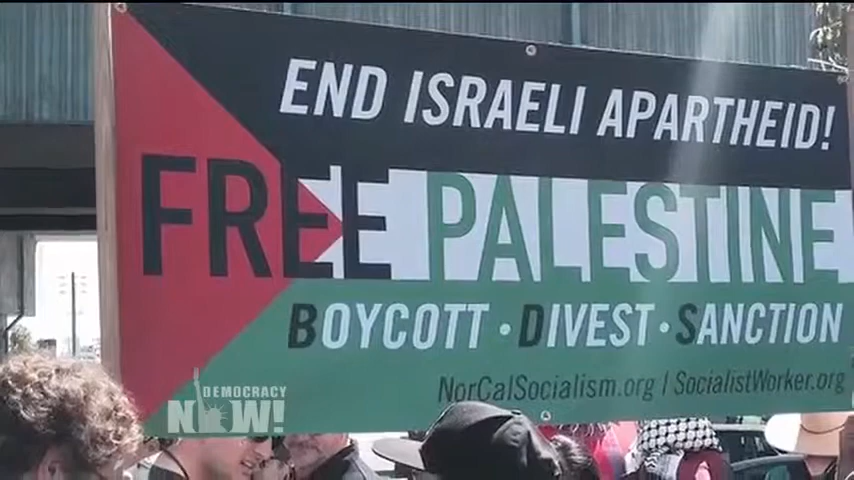 END ISRAELI APARTHEID!
FREE PALESTINE
BOYCOTT · DIVEST · SANCTION
NorCalSocialism.org | SocialistWorker.org
DEMOCRACY
NOW!